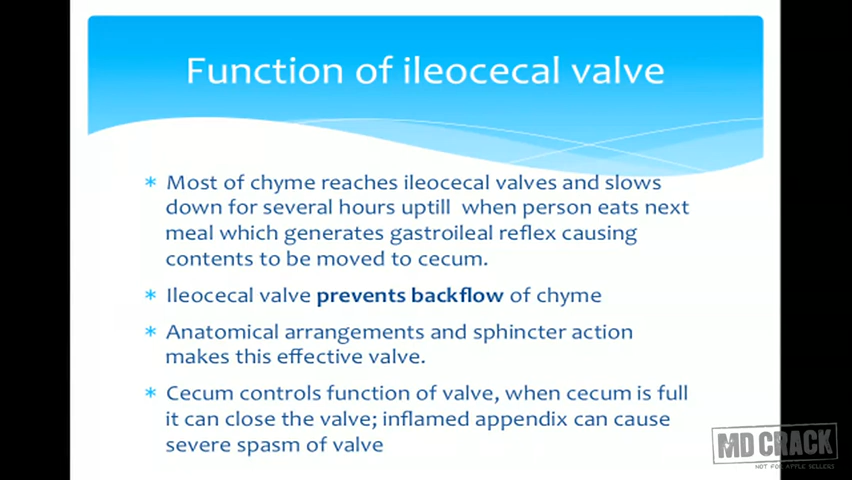 Function of ileocecal valve
* Most of chyme reaches ileocecal valves and slows
down for several hours uptill when person eats next
meal which generates gastroileal reflex causing
contents to be moved to cecum.
* Ileocecal valve prevents backflow of chyme
* Anatomical arrangements and sphincter action
makes this effective valve.
* Cecum controls function of valve, when cecum is full
it can close the valve; inflamed appendix can cause
severe spasm of valve
MD CRACK
NOT FOR APPLE SELLERS